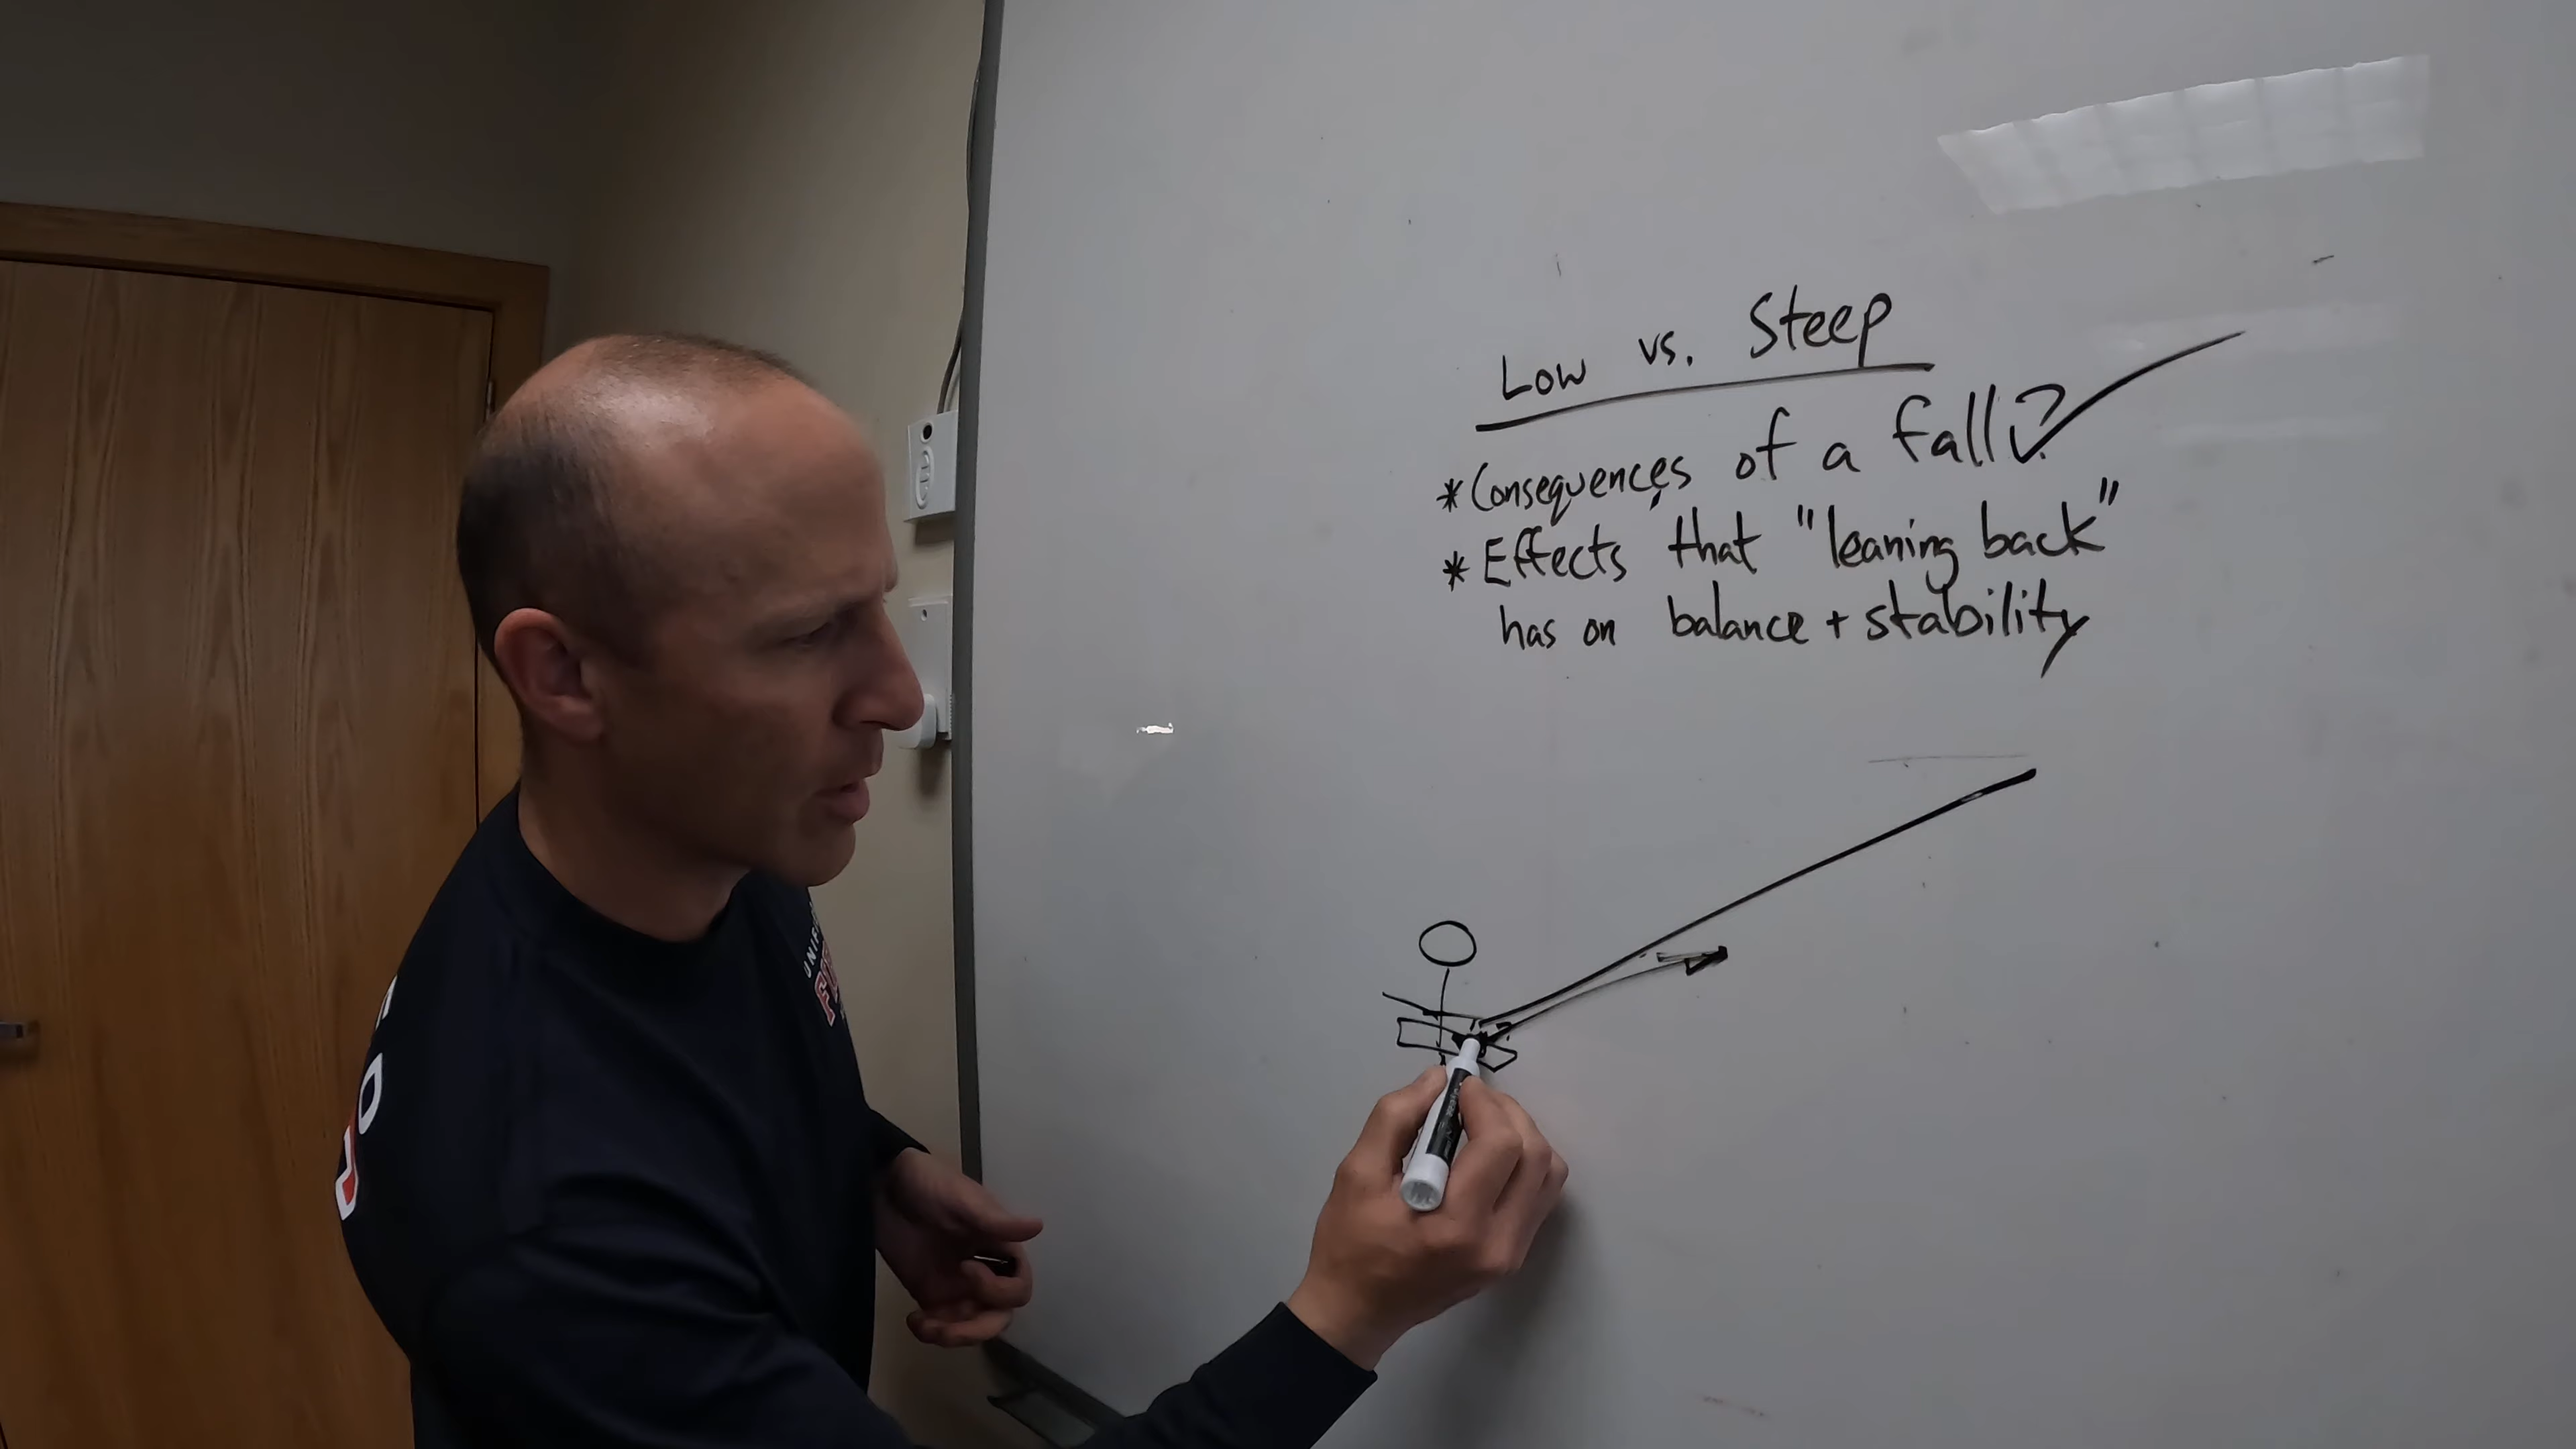 Low vs. Steep
* Consequences of a fall?
* Effects that "leaning back"
has on balance + stability